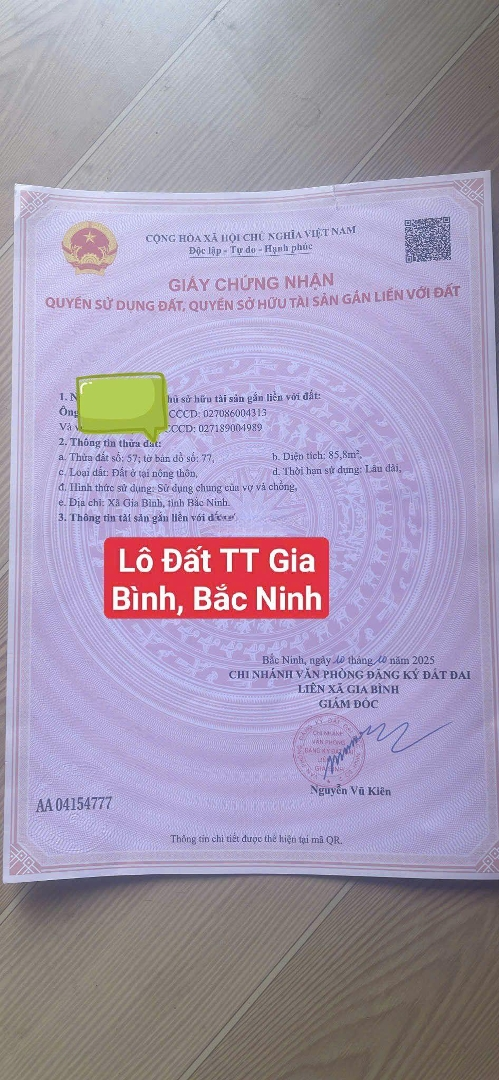 CỘNG HÒA XÃ HỘI CHỦ NGHĨA VIỆT NAM
Độc lập - Tự do - Hạnh phúc
GIẤY CHỨNG NHẬN
QUYỀN SỬ DỤNG ĐẤT, QUYỀN SỞ HỮU TÀI SẢN GẮN LIỀN VỚI ĐẤT
1. hủ sở hữu tài sản gắn liền với đất:
Ông CCCD: 027086004313
Và CCCD: 027189004989
2. Thông tin thửa đất:
a. Thửa đất số: 57; tờ bản đồ số: 77, b. Diện tích: 85,8m²,
c. Loại đất: Đất ở tại nông thôn, d. Thời hạn sử dụng: Lâu dài,
đ. Hình thức sử dụng: Sử dụng chung của vợ và chồng,
e. Địa chỉ: Xã Gia Bình, tỉnh Bắc Ninh.
3. Thông tin tài sản gắn liền với
Lô Đất TT Gia
Bình, Bắc Ninh
Bắc Ninh, ngày 10 tháng 10 năm 2025
CHI NHÁNH VĂN PHÒNG ĐĂNG KÝ ĐẤT ĐAI
LIÊN XÃ GIA BÌNH
GIÁM ĐỐC
CHI NHÁNH
VĂN PHÒNG
Nguyễn Vũ Kiên
AA 04154777
Thông tin chi tiết được thể hiện tại mã QR.